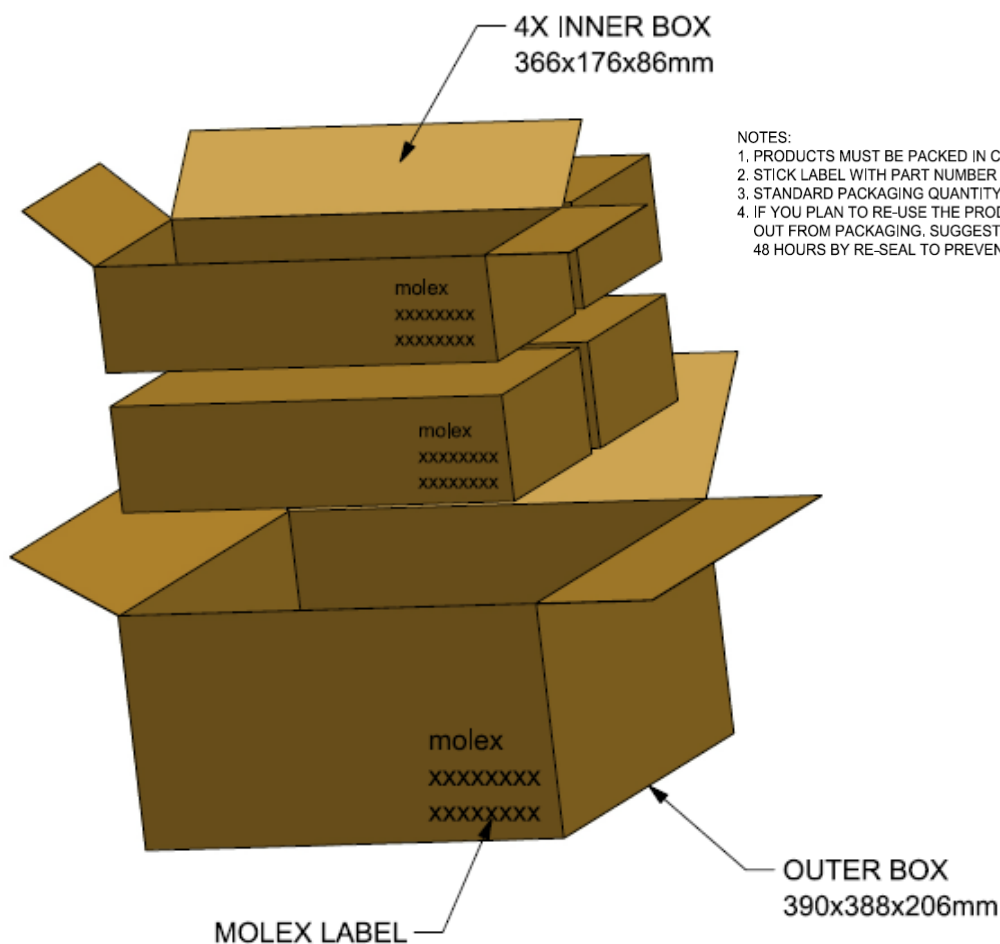 4X INNER BOX
366x176x86mm
NOTES:
1. PRODUCTS MUST BE PACKED IN C
2. STICK LABEL WITH PART NUMBER
3. STANDARD PACKAGING QUANTITY
4. IF YOU PLAN TO RE-USE THE PROD
OUT FROM PACKAGING. SUGGEST
48 HOURS BY RE-SEAL TO PREVEN
molex
xxxxxxxx
xxxxxxxx
molex
xxxxxxxx
xxxxxxxx
molex
xxxxxxxx
xxxxxxxx
OUTER BOX
390x388x206mm
MOLEX LABEL